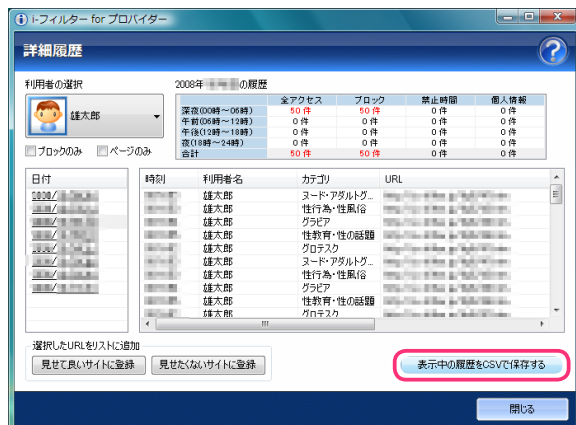 i-フィルター for プロバイダー
詳細履歴
利用者の選択
2008年 の履歴
雄太郎
ブロックのみ ページのみ
全アクセス ブロック 禁止時間 個人情報
深夜(00時～06時) 50 件 50 件 0 件 0 件
午前(06時～12時) 0 件 0 件 0 件 0 件
午後(12時～18時) 0 件 0 件 0 件 0 件
夜(18時～24時) 0 件 0 件 0 件 0 件
合計 50 件 50 件 0 件 0 件
日付 時刻 利用者名 カテゴリ URL
雄太郎 ヌード・アダルトグ...
雄太郎 性行為・性風俗
雄太郎 グラビア
雄太郎 性教育・性の話題
雄太郎 グロテスク
雄太郎 ヌード・アダルトグ...
雄太郎 性行為・性風俗
雄太郎 グラビア
雄太郎 性教育・性の話題
雄太郎 グロテスク
選択したURLをリストに追加
見せて良いサイトに登録 見せたくないサイトに登録
表示中の履歴をCSVで保存する
閉じる